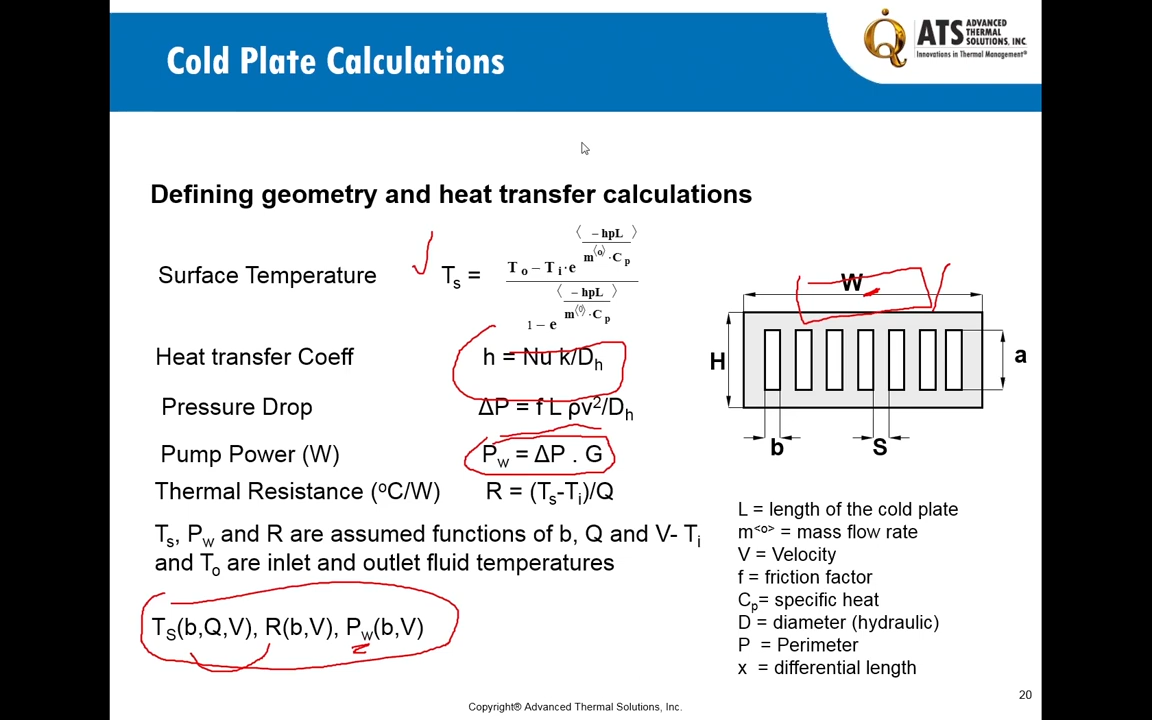 Cold Plate Calculations
ATS ADVANCED THERMAL SOLUTIONS, INC.
Innovations in Thermal Management®
Defining geometry and heat transfer calculations
Surface Temperature Ts = (To − Ti·e^⟨−hpL / m^⟨o⟩·Cp⟩) / (1 − e^⟨−hpL / m^⟨0⟩·Cp⟩)
Heat transfer Coeff h = Nu k/Dh
Pressure Drop ΔP = f L ρv²/Dh
Pump Power (W) Pw = ΔP . G
Thermal Resistance (ºC/W) R = (Ts-Ti)/Q
Ts, Pw and R are assumed functions of b, Q and V- Ti
and To are inlet and outlet fluid temperatures
TS(b,Q,V), R(b,V), Pw(b,V)
W
H
a
b
S
L = length of the cold plate
m<o> = mass flow rate
V = Velocity
f = friction factor
Cp= specific heat
D = diameter (hydraulic)
P = Perimeter
x = differential length
Copyright® Advanced Thermal Solutions, Inc.
20